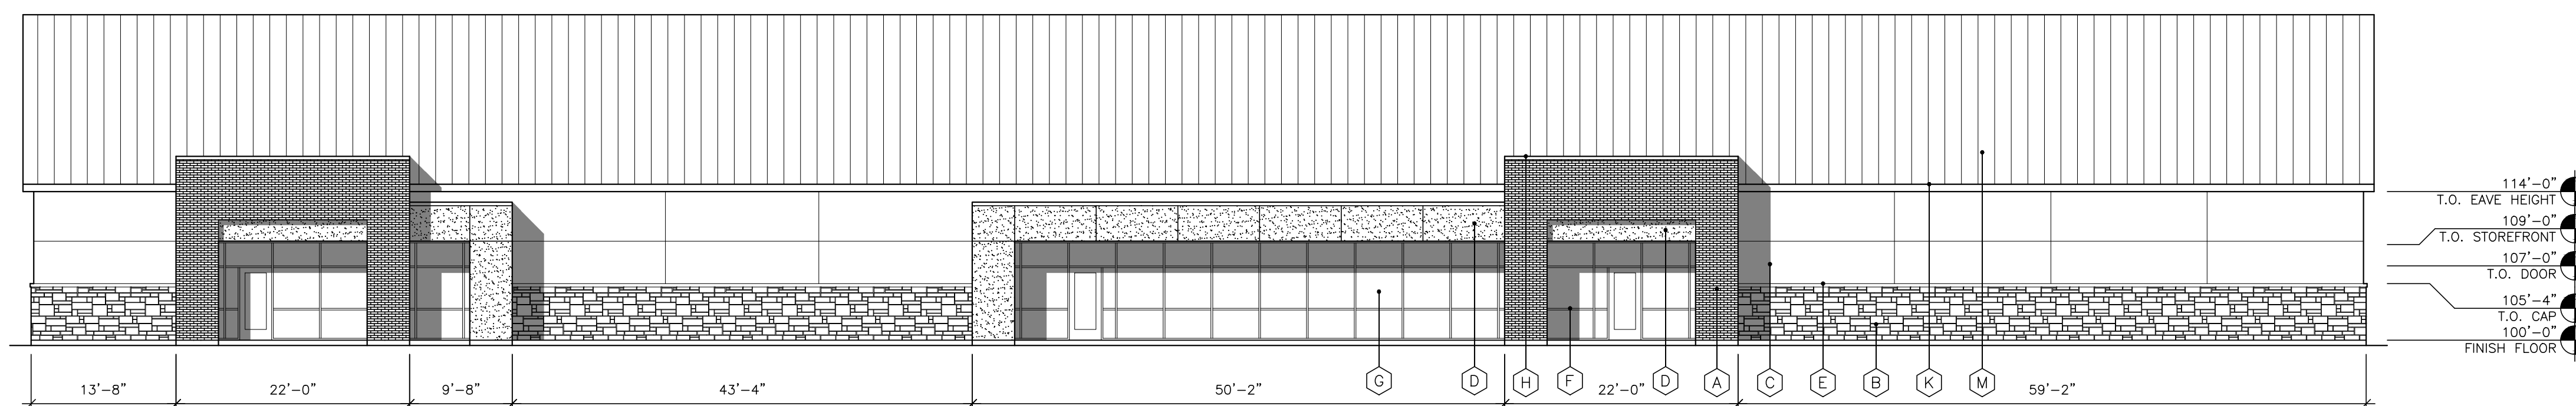 114'-0"
T.O. EAVE HEIGHT
109'-0"
T.O. STOREFRONT
107'-0"
T.O. DOOR
105'-4"
T.O. CAP
100'-0"
FINISH FLOOR
13'-8" 22'-0" 9'-8" 43'-4" 50'-2" G D H F 22'-0" D A C E B K M 59'-2"